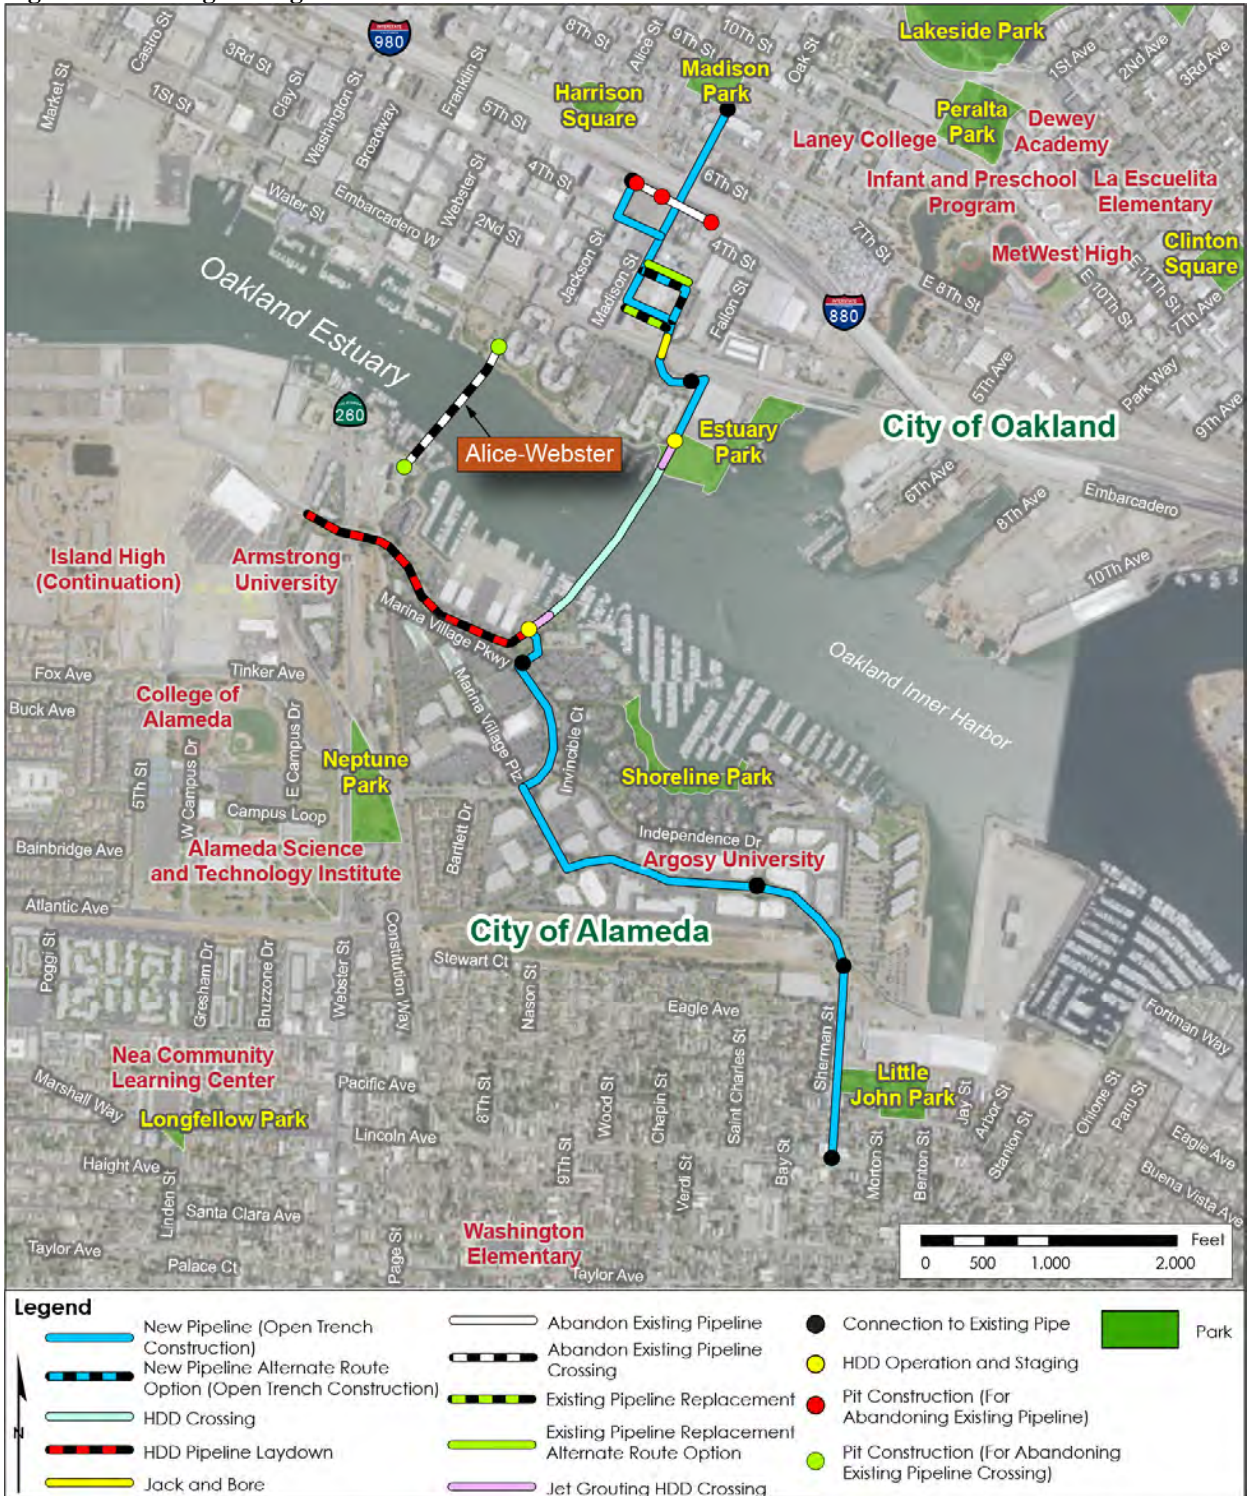 Lakeside Park
INTERSTATE
980
Castro St
Market St
3Rd St
1St St
Clay St
Washington St
Broadway
Franklin St
5Th St
8Th St
Alice St
9Th St
10Th St
Oak St
1St Ave
2Nd Ave
3Rd Ave
Madison
Park
Harrison
Square
Peralta
Park
Dewey
Academy
Laney College
Infant and Preschool
Program
La Escuelita
Elementary
MetWest High
Clinton
Square
Water St
Embarcadero W
Webster St
4Th St
2Nd St
Jackson St
Madison St
6Th St
4Th St
Fallon St
7Th St
E 8Th St
E 10Th St
E 11Th St
7Th Ave
INTERSTATE
880
5Th Ave
Park Way
9Th Ave
Oakland Estuary
260
Alice-Webster
Estuary
Park
City of Oakland
6Th Ave
8Th Ave
Embarcadero
10Th Ave
Island High
(Continuation)
Armstrong
University
Marina Village Pkwy
Marina Village Plz
Oakland Inner Harbor
Fox Ave
Buck Ave
Tinker Ave
College of
Alameda
5Th St
W Campus Dr
E Campus Dr
Campus Loop
Neptune
Park
Invincible Ct
Shoreline Park
Bartlett Dr
Independence Dr
Argosy University
Bainbridge Ave
Alameda Science
and Technology Institute
Atlantic Ave
City of Alameda
Stewart Ct
Poggi St
Gresham Dr
Bruzzone Dr
Webster St
Constitution Way
Nason St
Eagle Ave
Sherman St
Fortman Way
Nea Community
Learning Center
Marshall Way
Longfellow Park
Pacific Ave
Lincoln Ave
8Th St
9Th St
Wood St
Chapin St
Saint Charles St
Verdi St
Bay St
Little
John Park
Jay St
Arbor St
Stanton St
Morton St
Benton St
Ohlone St
Paru St
Eagle Ave
Buena Vista Ave
Haight Ave
Linden St
Santa Clara Ave
Taylor Ave
Palace Ct
Page St
Washington
Elementary
Taylor Ave
Feet
0 500 1,000 2,000
Legend
New Pipeline (Open Trench
Construction)
New Pipeline Alternate Route
Option (Open Trench Construction)
HDD Crossing
HDD Pipeline Laydown
Jack and Bore
N
Abandon Existing Pipeline
Abandon Existing Pipeline
Crossing
Existing Pipeline Replacement
Existing Pipeline Replacement
Alternate Route Option
Jet Grouting HDD Crossing
Connection to Existing Pipe
HDD Operation and Staging
Pit Construction (For
Abandoning Existing Pipeline)
Pit Construction (For Abandoning
Existing Pipeline Crossing)
Park